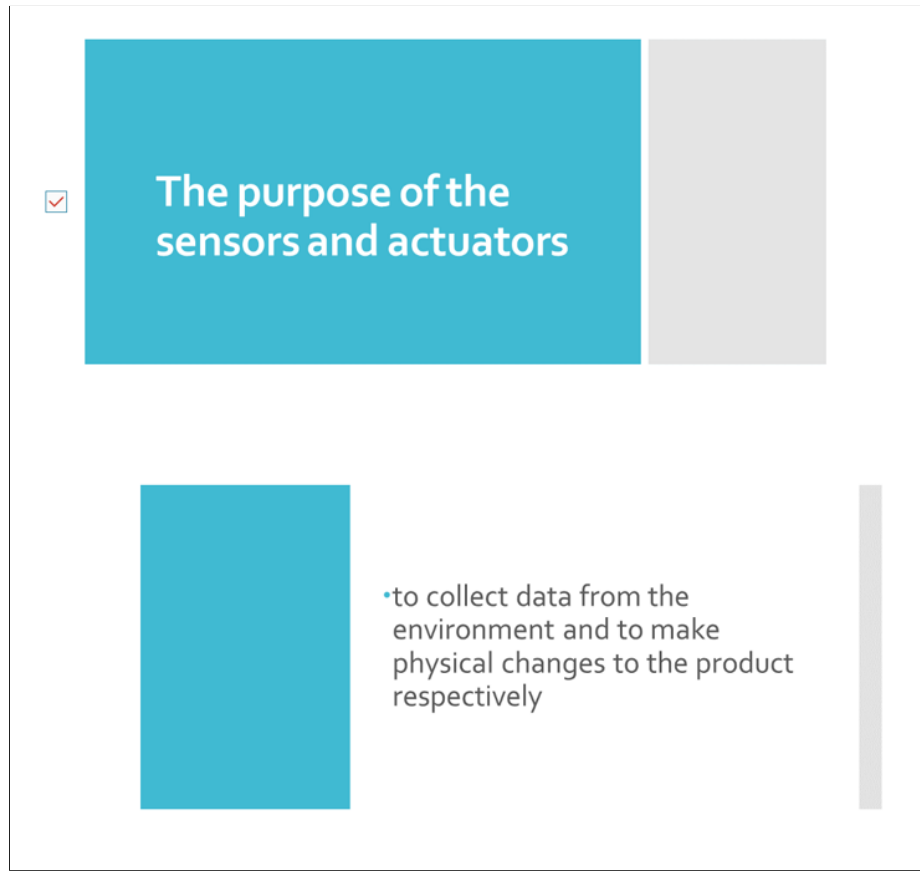 The purpose of the
sensors and actuators
•to collect data from the
environment and to make
physical changes to the product
respectively